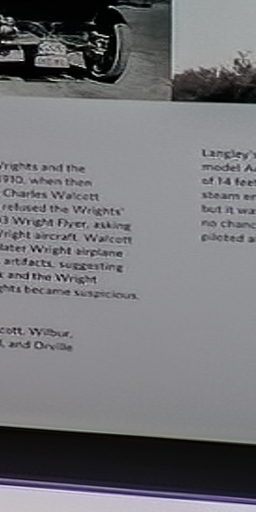 Wrights and the
1910, when then
Charles Walcott
refused the Wrights'
03 Wright Flyer, asking
Wright aircraft. Walcott
later Wright airplane
artifacts, suggesting
and the Wright
ghts became suspicious.
cott, Wilbur,
, and Orville
Langley's
model A
of 14 feet
steam en
but it wa
no chanc
piloted a